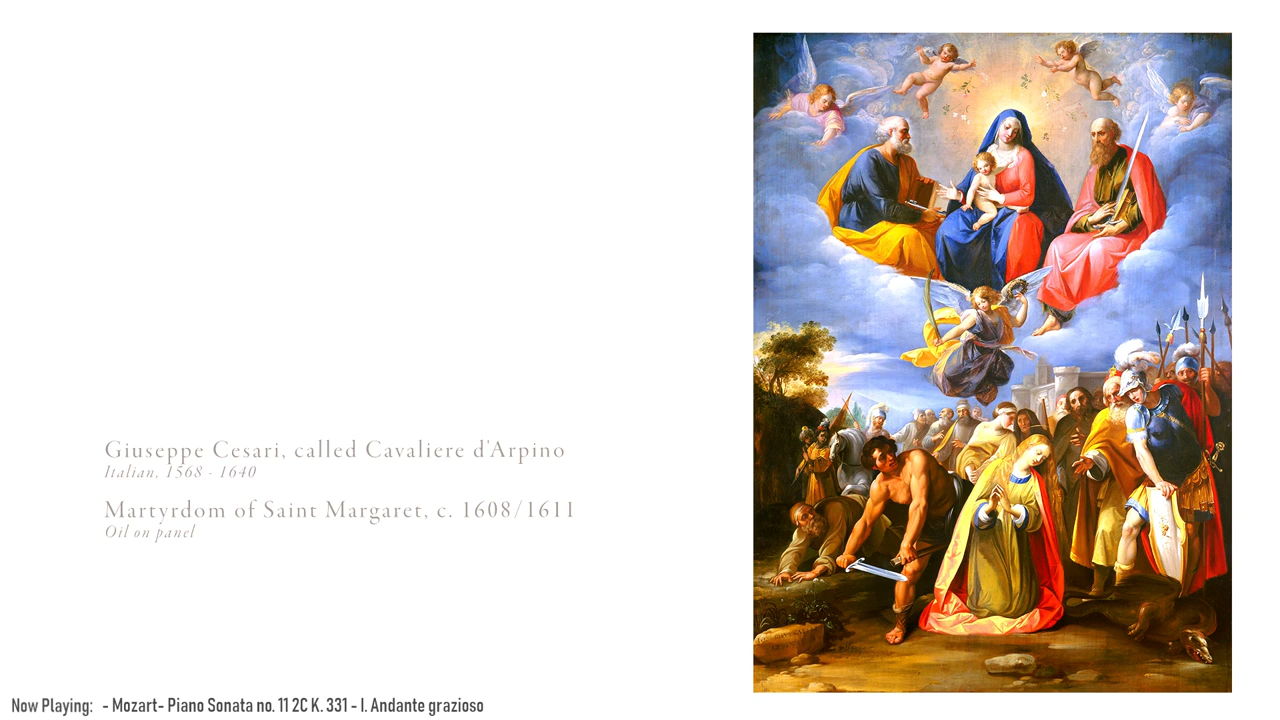 Giuseppe Cesari, called Cavaliere d'Arpino
Italian, 1568 - 1640
Martyrdom of Saint Margaret, c. 1608/1611
Oil on panel
Now Playing: - Mozart- Piano Sonata no. 11 2C K. 331 - I. Andante grazioso